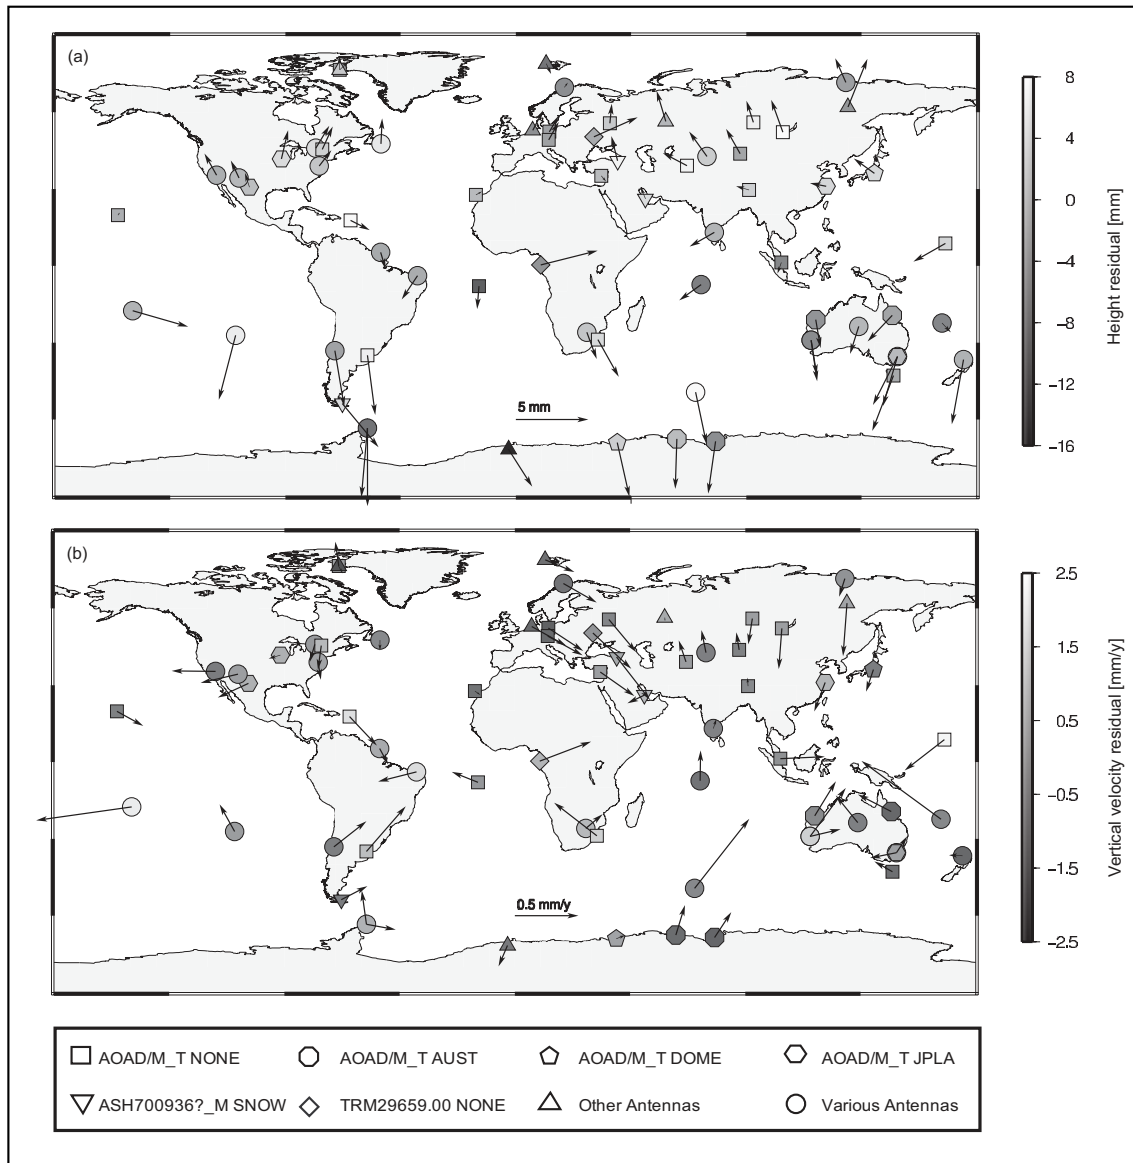 (a)
5 mm
8
4
0
−4
−8
−12
−16
Height residual [mm]
(b)
0.5 mm/y
2.5
1.5
0.5
−0.5
−1.5
−2.5
Vertical velocity residual [mm/y]
AOAD/M_T NONE
AOAD/M_T AUST
AOAD/M_T DOME
AOAD/M_T JPLA
ASH700936?_M SNOW
TRM29659.00 NONE
Other Antennas
Various Antennas